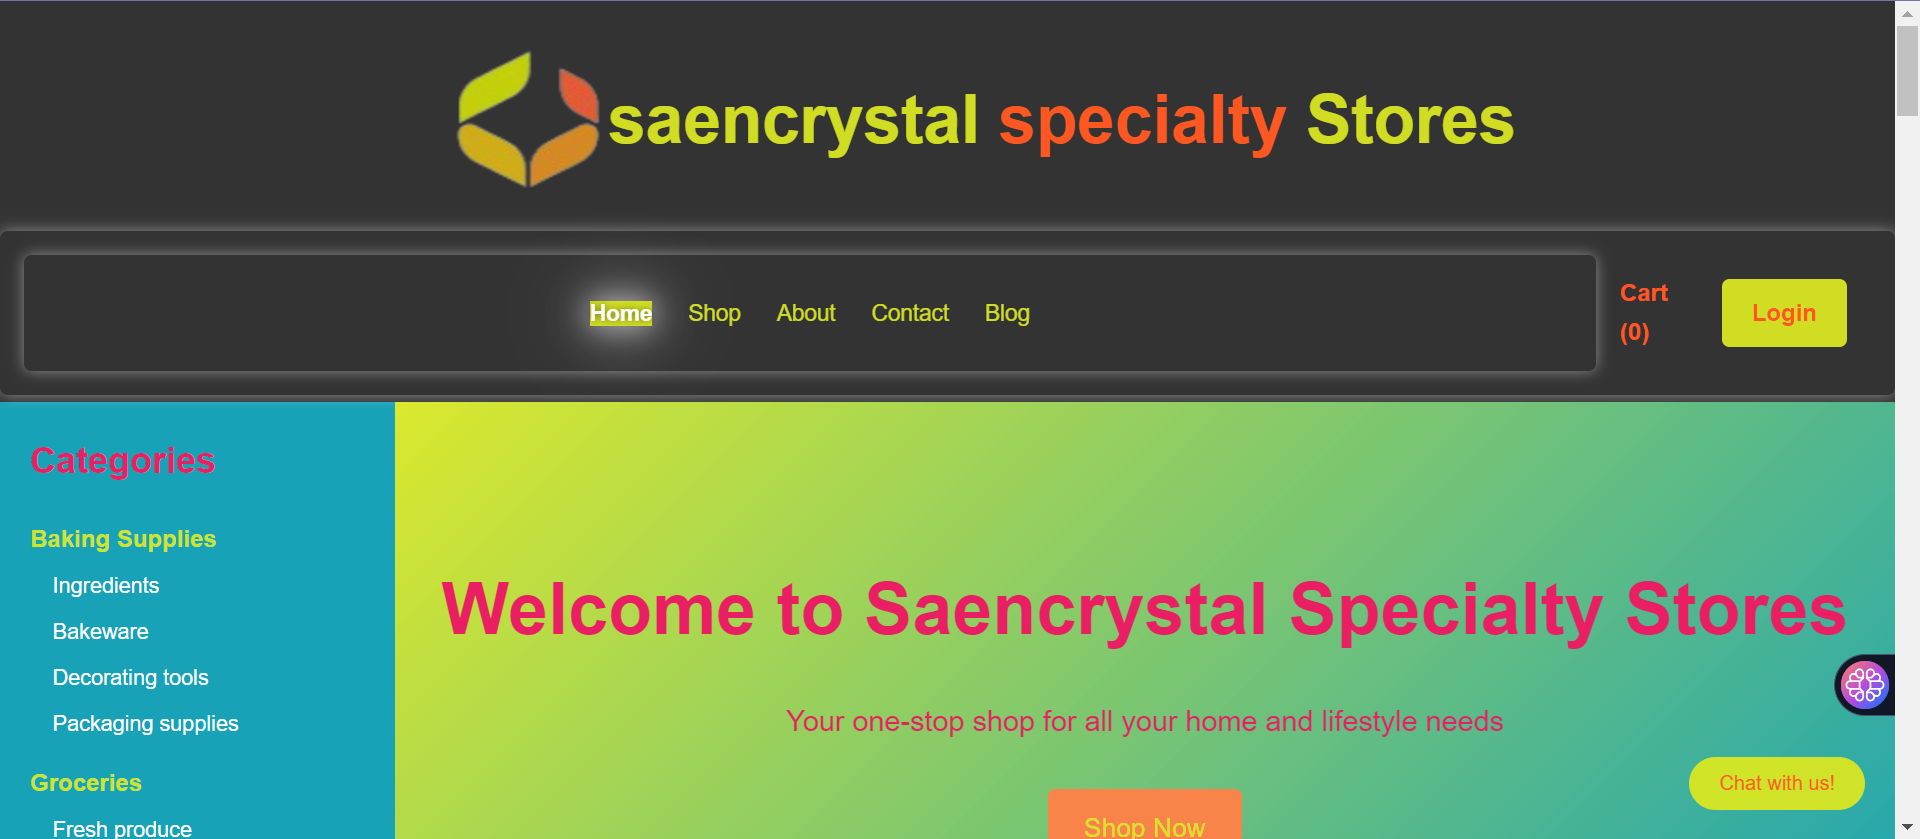 saencrystal specialty Stores
Home Shop About Contact Blog
Cart
(0)
Login
Categories
Baking Supplies
Ingredients
Bakeware
Decorating tools
Packaging supplies
Groceries
Fresh produce
Welcome to Saencrystal Specialty Stores
Your one-stop shop for all your home and lifestyle needs
Shop Now
Chat with us!